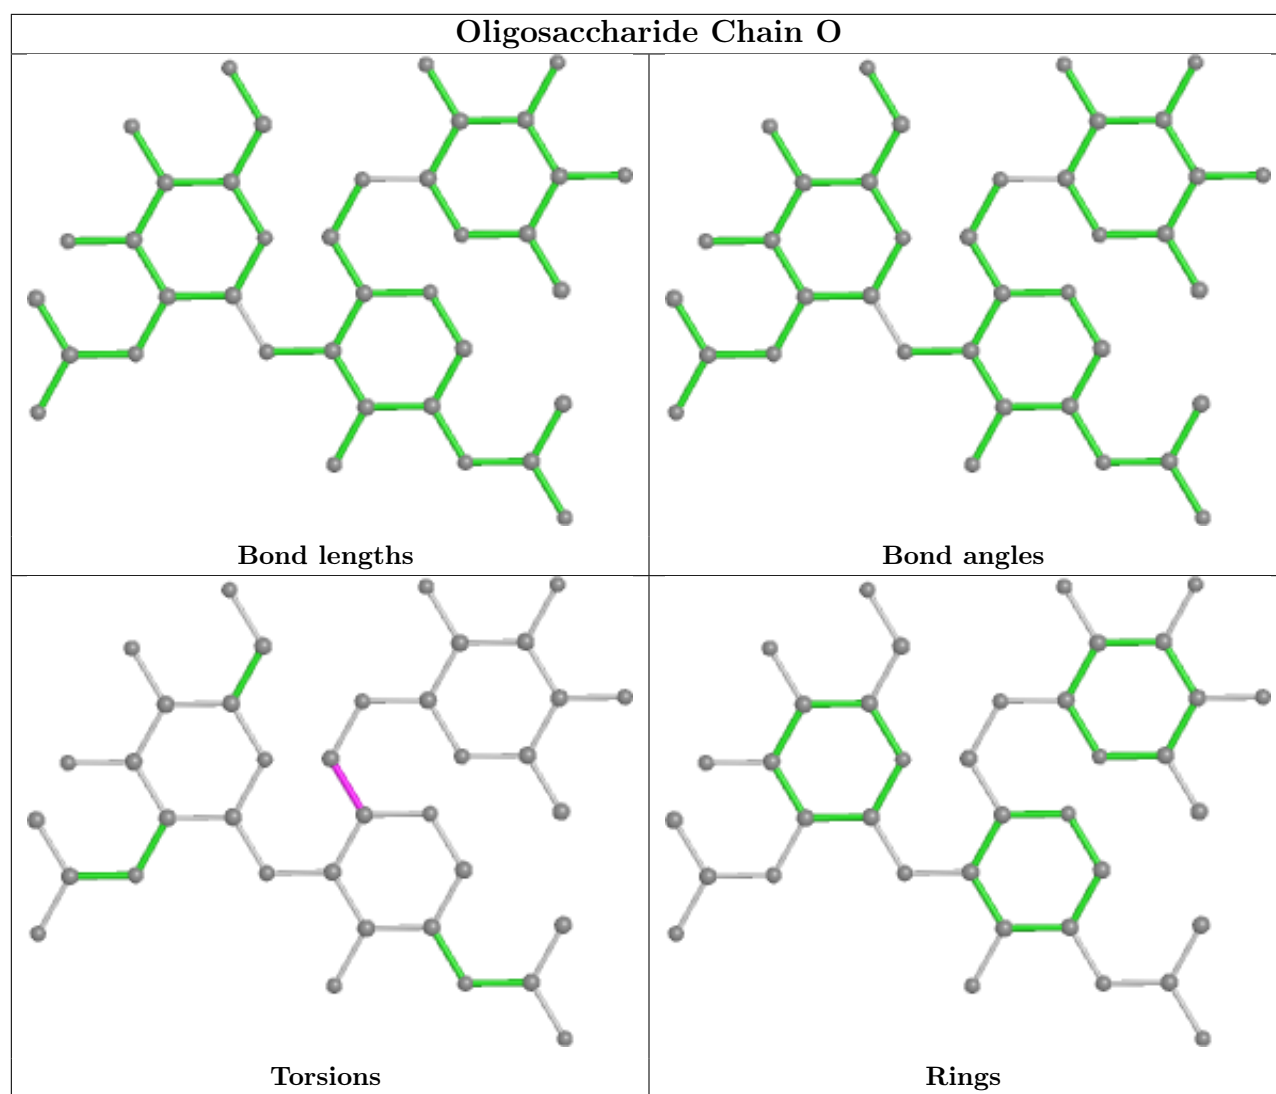 Oligosaccharide Chain O
Bond lengths
Bond angles
Torsions
Rings